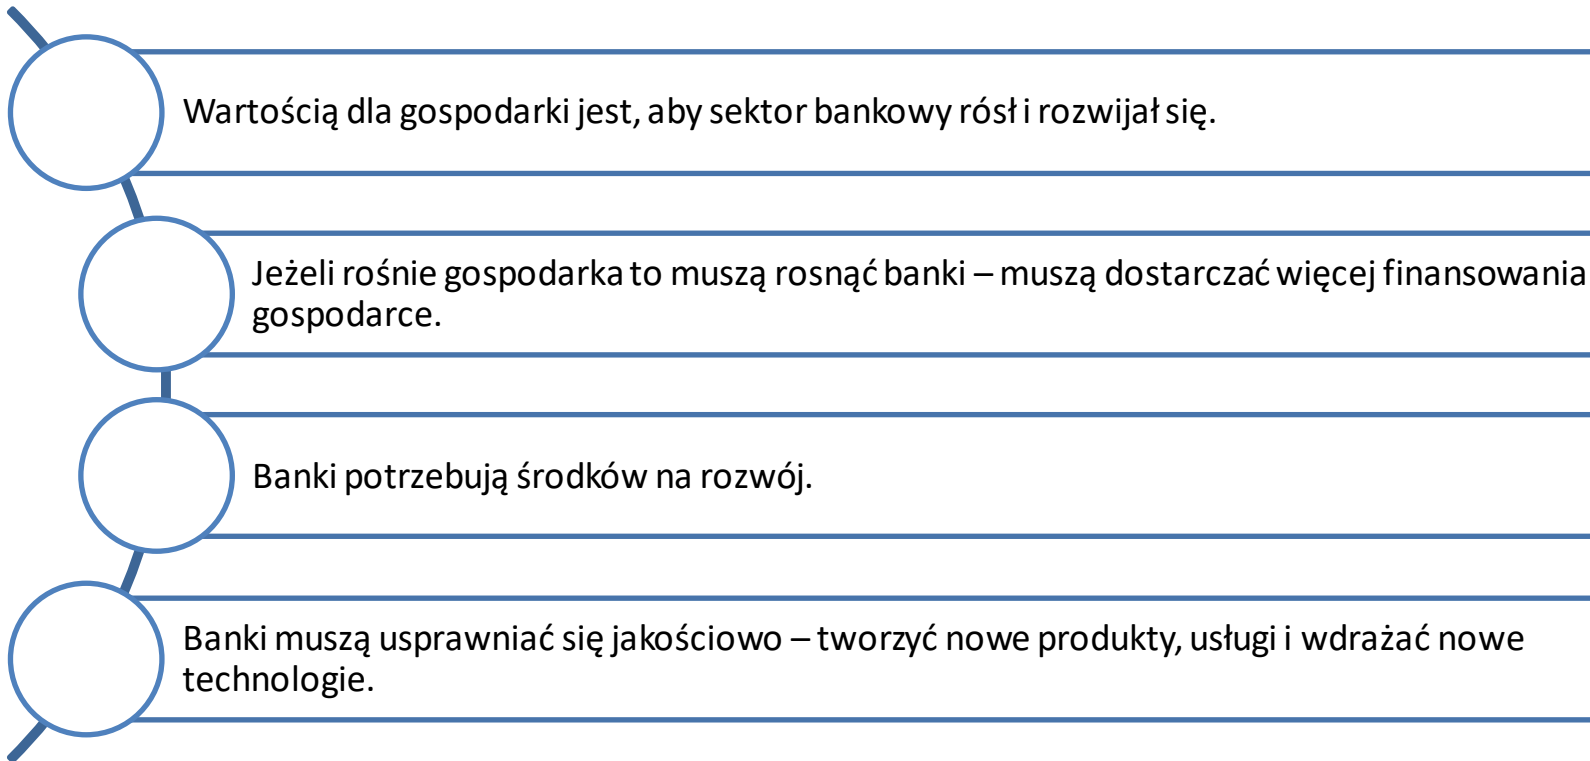 Wartością dla gospodarki jest, aby sektor bankowy rósł i rozwijał się.
Jeżeli rośnie gospodarka to muszą rosnąć banki – muszą dostarczać więcej finansowania
gospodarce.
Banki potrzebują środków na rozwój.
Banki muszą usprawniać się jakościowo – tworzyć nowe produkty, usługi i wdrażać nowe
technologie.